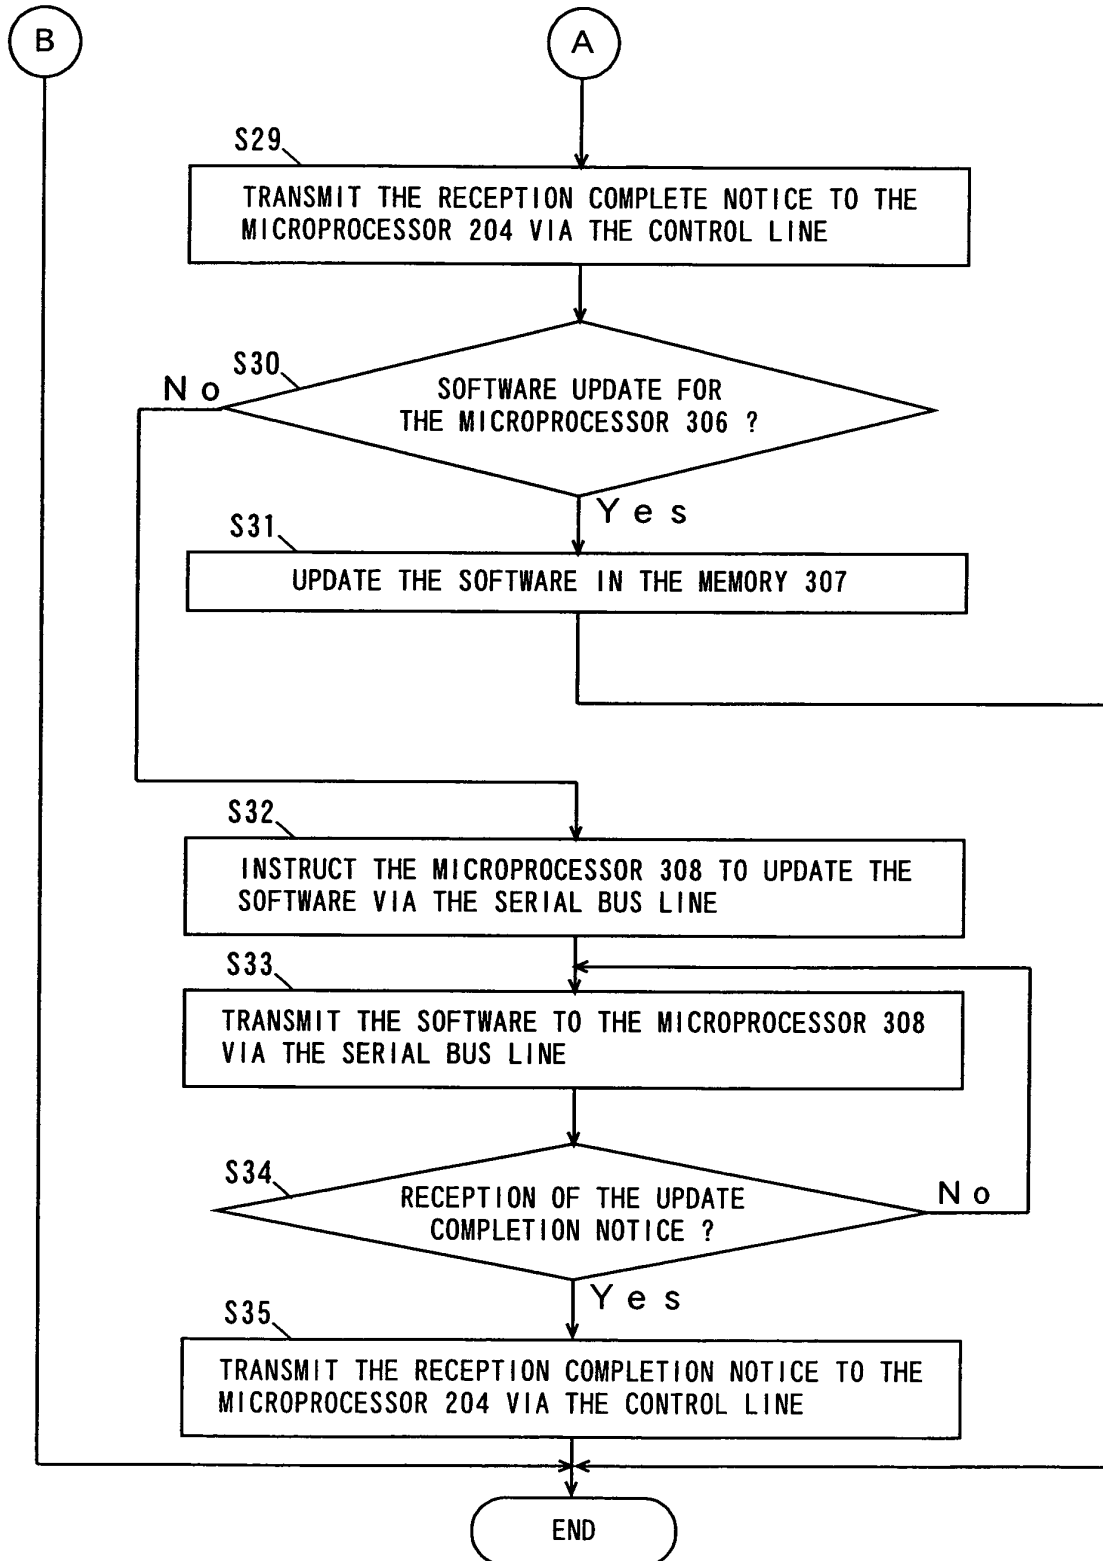 B
A
S29
TRANSMIT THE RECEPTION COMPLETE NOTICE TO THE
MICROPROCESSOR 204 VIA THE CONTROL LINE
S30
No
SOFTWARE UPDATE FOR
THE MICROPROCESSOR 306 ?
Yes
S31
UPDATE THE SOFTWARE IN THE MEMORY 307
S32
INSTRUCT THE MICROPROCESSOR 308 TO UPDATE THE
SOFTWARE VIA THE SERIAL BUS LINE
S33
TRANSMIT THE SOFTWARE TO THE MICROPROCESSOR 308
VIA THE SERIAL BUS LINE
S34
RECEPTION OF THE UPDATE
COMPLETION NOTICE ?
No
Yes
S35
TRANSMIT THE RECEPTION COMPLETION NOTICE TO THE
MICROPROCESSOR 204 VIA THE CONTROL LINE
END